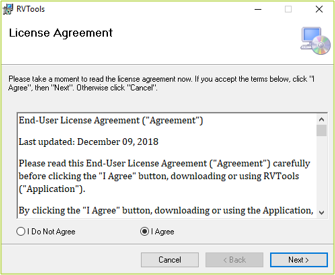 RVTools
License Agreement
Please take a moment to read the license agreement now. If you accept the terms below, click "I
Agree", then "Next". Otherwise click "Cancel".
End-User License Agreement ("Agreement")
Last updated: December 09, 2018
Please read this End-User License Agreement ("Agreement") carefully
before clicking the "I Agree" button, downloading or using RVTools
("Application").
By clicking the "I Agree" button, downloading or using the Application,
I Do Not Agree
I Agree
Cancel
< Back
Next >